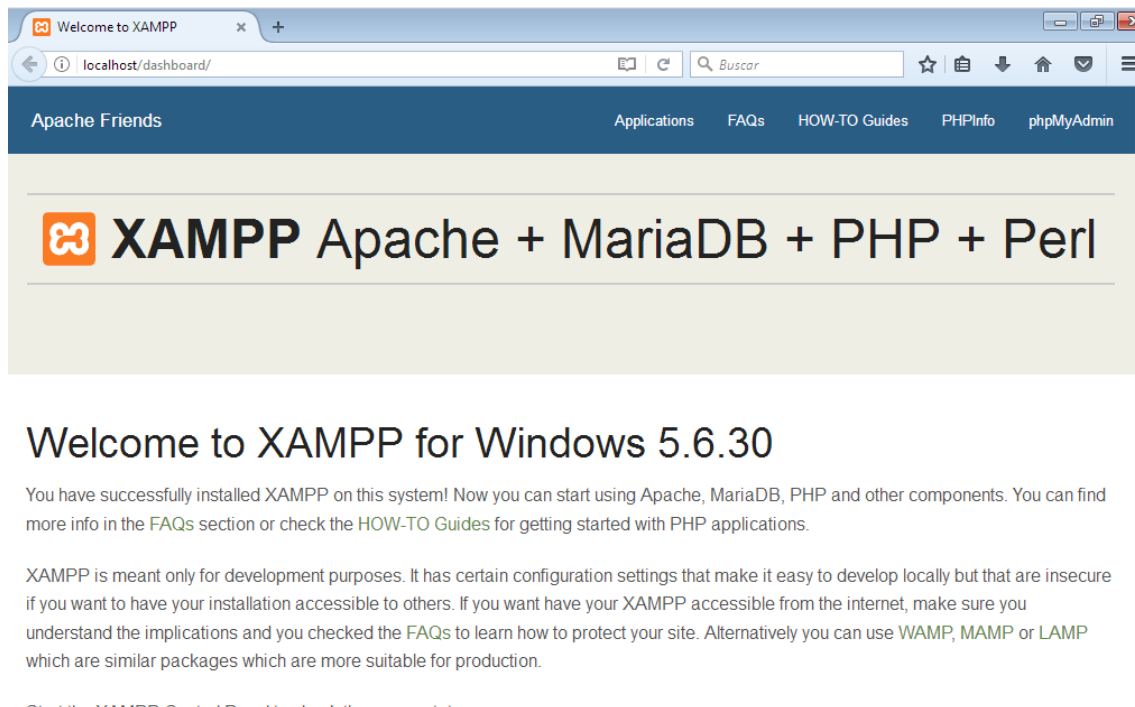 Welcome to XAMPP
localhost/dashboard/
Buscar
Apache Friends
Applications
FAQs
HOW-TO Guides
PHPInfo
phpMyAdmin
XAMPP Apache + MariaDB + PHP + Perl
Welcome to XAMPP for Windows 5.6.30
You have successfully installed XAMPP on this system! Now you can start using Apache, MariaDB, PHP and other components. You can find
more info in the FAQs section or check the HOW-TO Guides for getting started with PHP applications.
XAMPP is meant only for development purposes. It has certain configuration settings that make it easy to develop locally but that are insecure
if you want to have your installation accessible to others. If you want have your XAMPP accessible from the internet, make sure you
understand the implications and you checked the FAQs to learn how to protect your site. Alternatively you can use WAMP, MAMP or LAMP
which are similar packages which are more suitable for production.